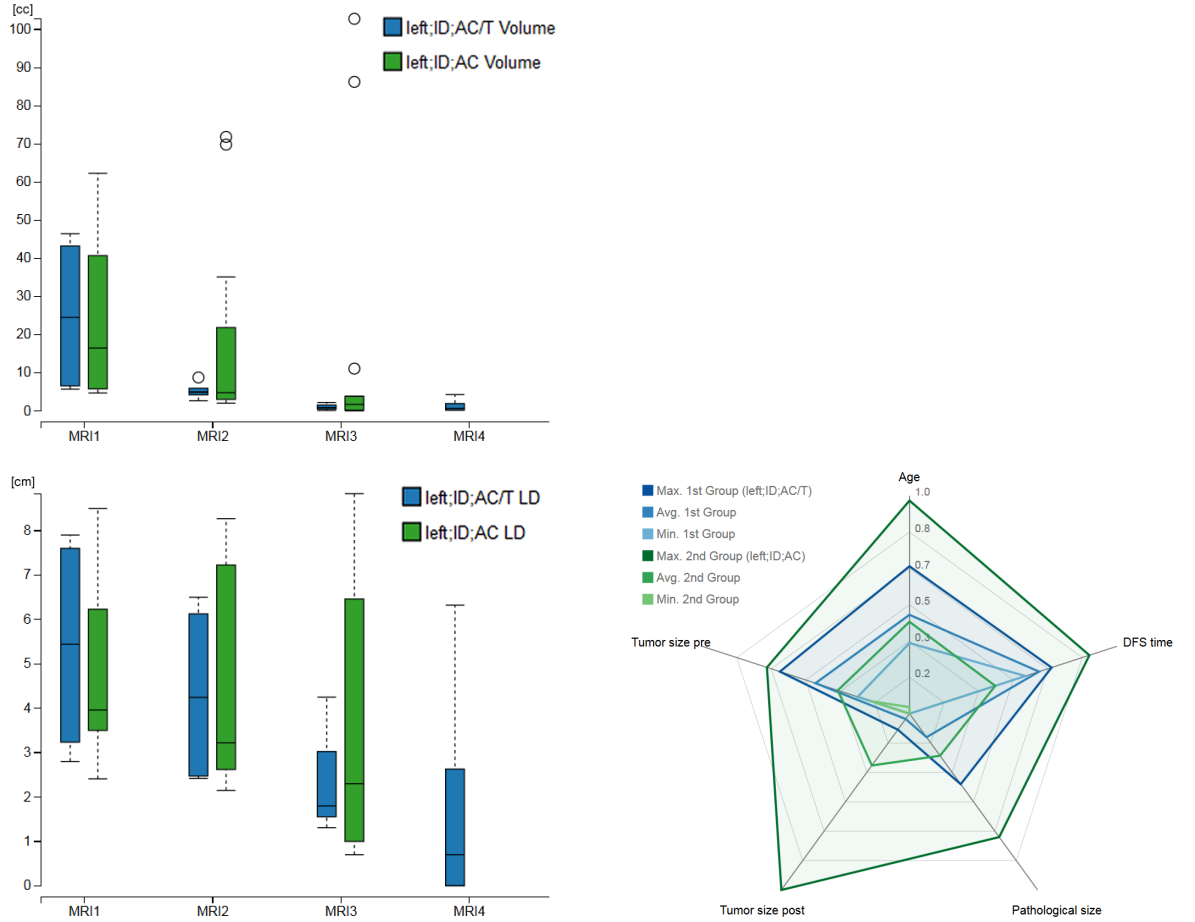 [cc]
100
90
80
70
60
50
40
30
20
10
0
MRI1 MRI2 MRI3 MRI4
left;ID;AC/T Volume
left;ID;AC Volume
[cm]
8
7
6
5
4
3
2
1
0
MRI1 MRI2 MRI3 MRI4
left;ID;AC/T LD
left;ID;AC LD
Max. 1st Group (left;ID;AC/T)
Avg. 1st Group
Min. 1st Group
Max. 2nd Group (left;ID;AC)
Avg. 2nd Group
Min. 2nd Group
Age
1.0
0.8
0.7
0.5
0.3
0.2
Tumor size pre
DFS time
Tumor size post
Pathological size